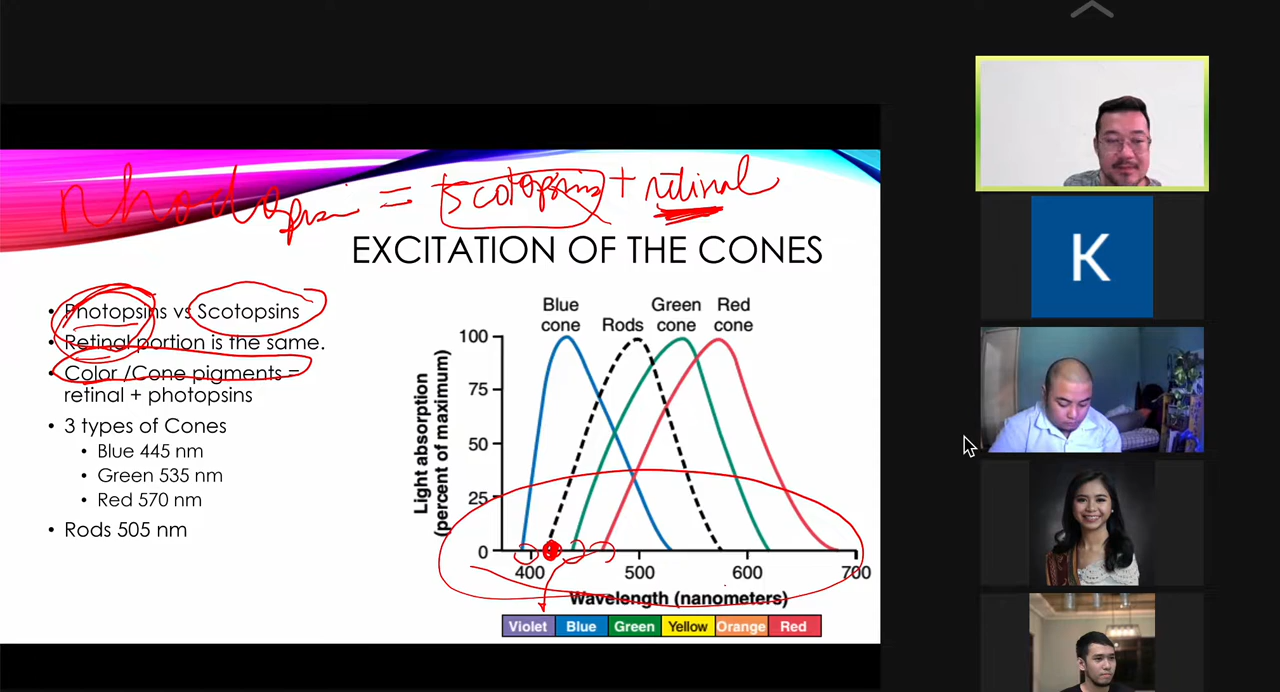 rhodopsin = scotopsins + retinal
EXCITATION OF THE CONES
• Photopsins vs Scotopsins
• Retinal portion is the same.
• Color /Cone pigments =
retinal + photopsins
• 3 types of Cones
• Blue 445 nm
• Green 535 nm
• Red 570 nm
• Rods 505 nm
Blue
cone
Rods
Green
cone
Red
cone
Light absorption
(percent of maximum)
100
75
50
25
0
400 500 600 700
Wavelength (nanometers)
Violet Blue Green Yellow Orange Red
K